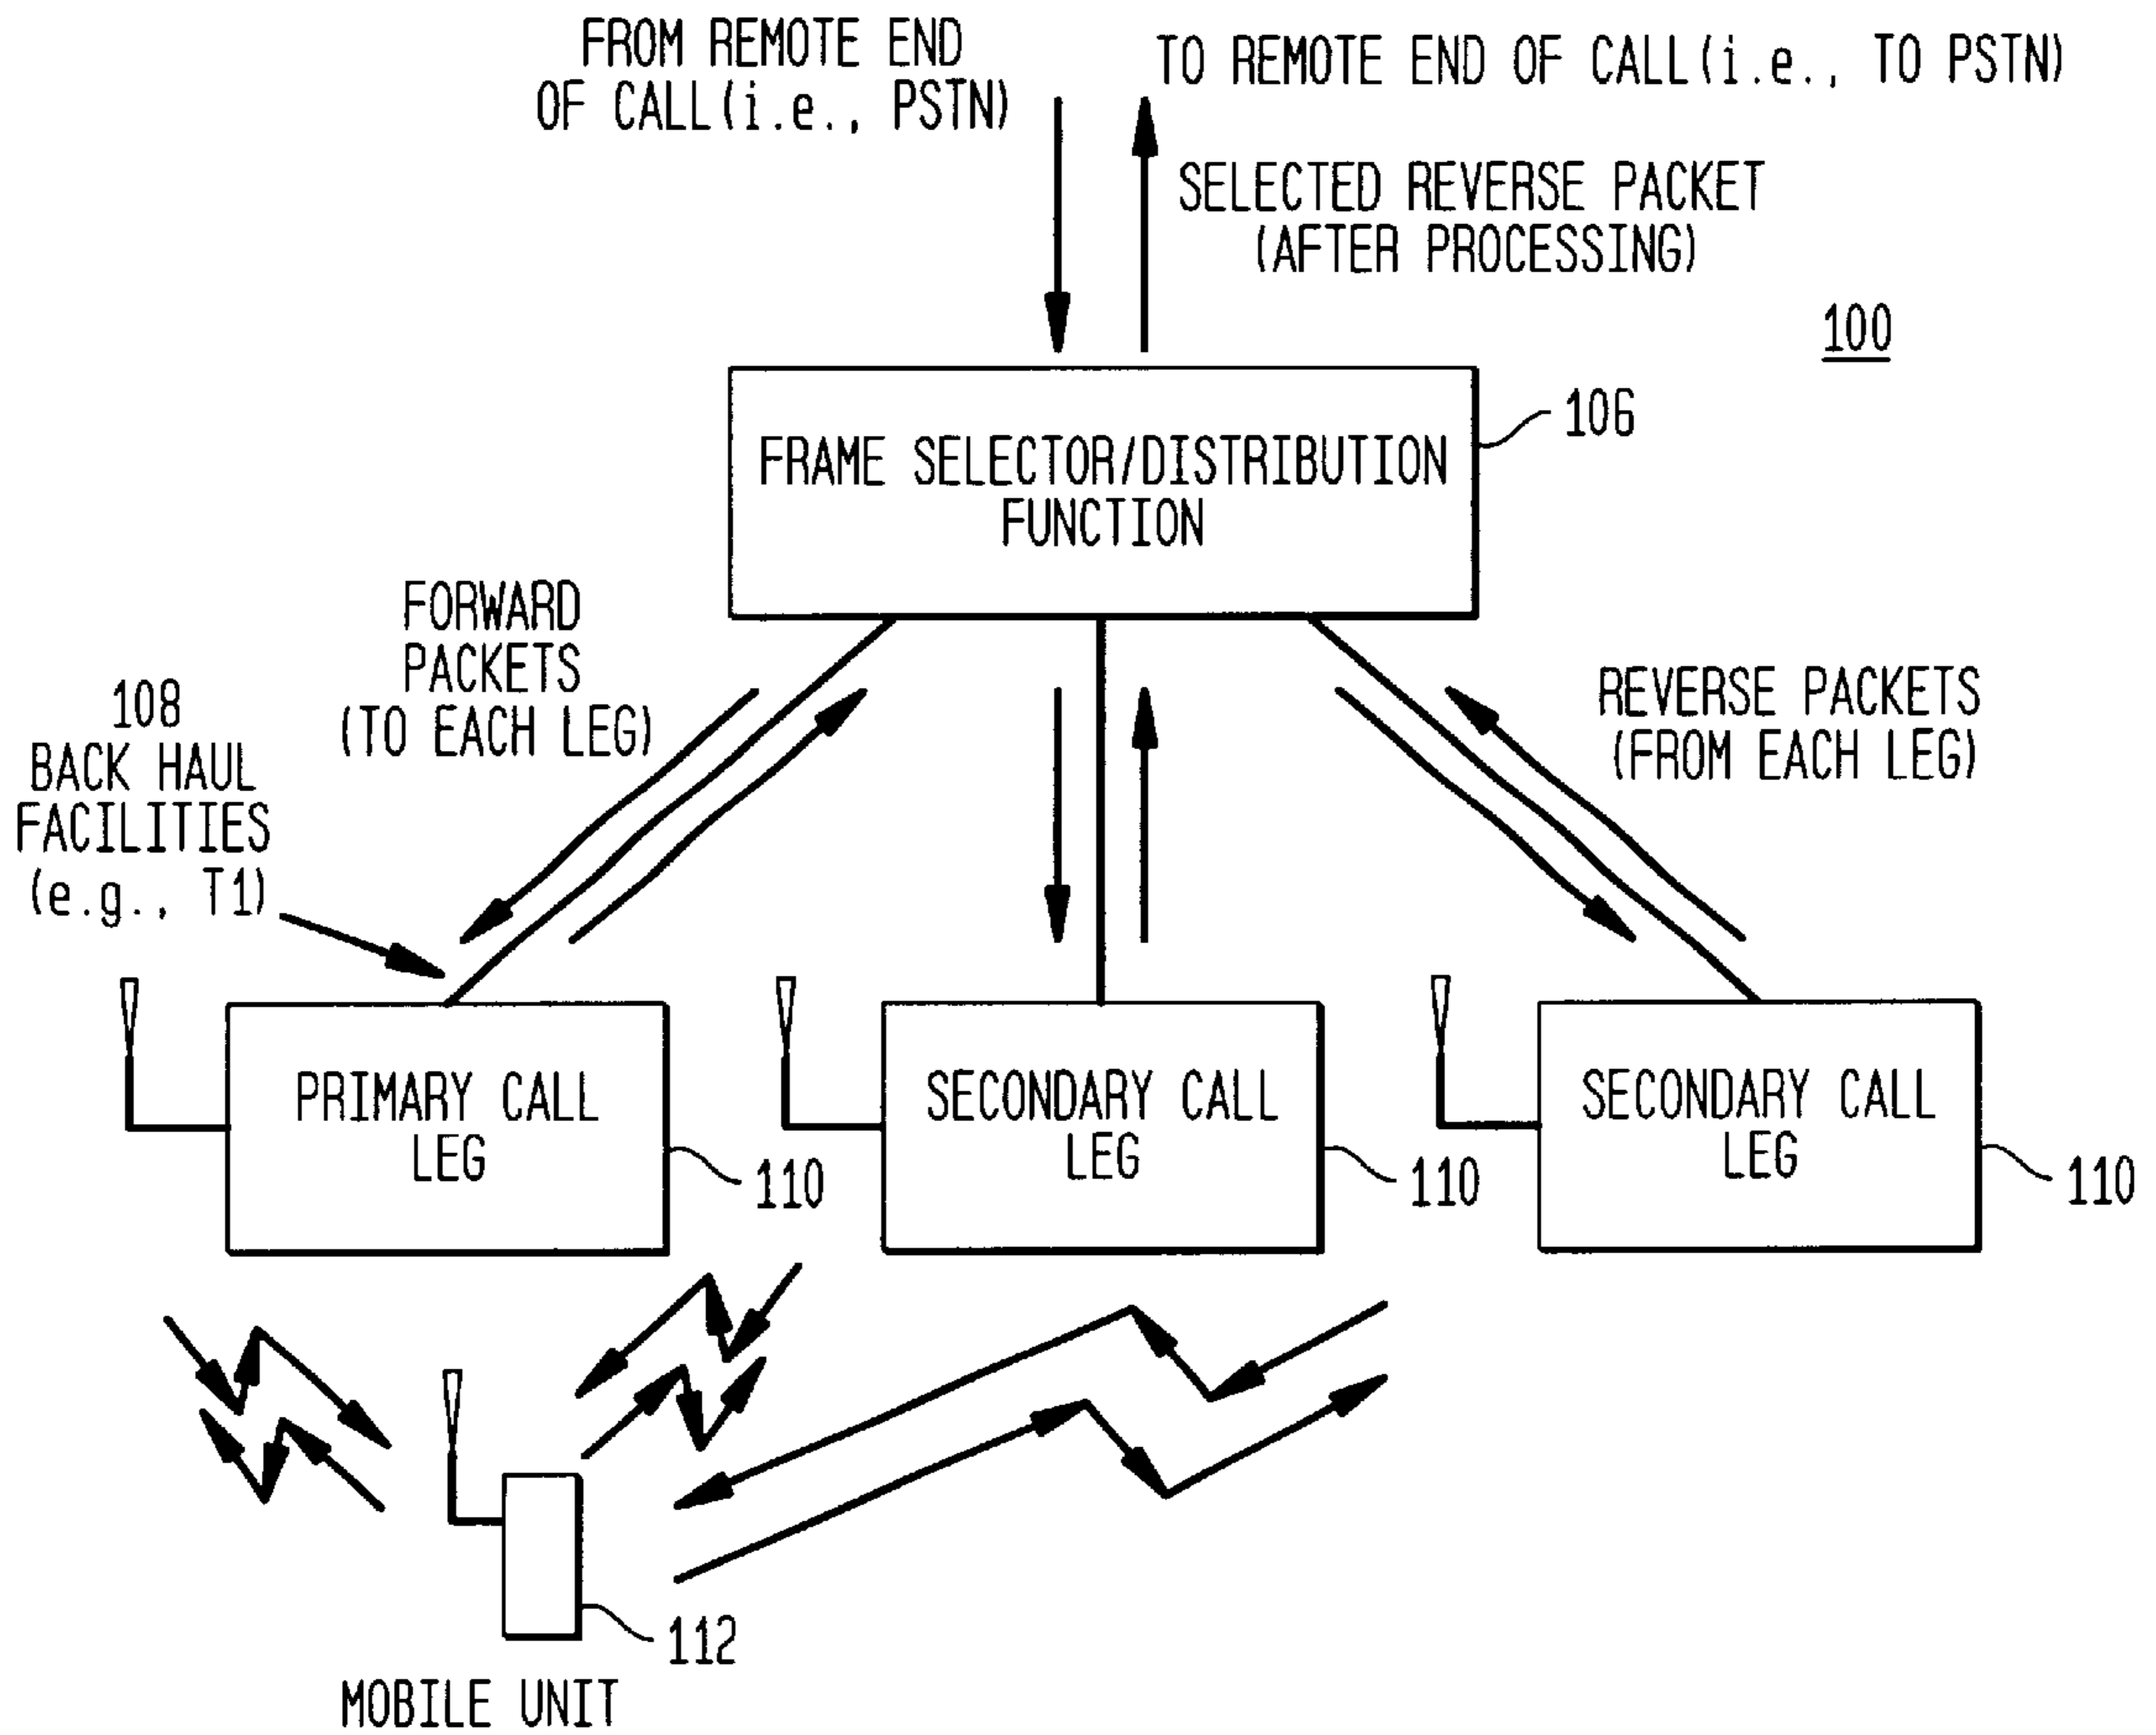 FROM REMOTE END
OF CALL(i.e., PSTN)
TO REMOTE END OF CALL(i.e., TO PSTN)
SELECTED REVERSE PACKET
(AFTER PROCESSING)
100
106
FRAME SELECTOR/DISTRIBUTION
FUNCTION
FORWARD
PACKETS
(TO EACH LEG)
108
BACK HAUL
FACILITIES
(e.g., T1)
REVERSE PACKETS
(FROM EACH LEG)
PRIMARY CALL
LEG
110
SECONDARY CALL
LEG
110
SECONDARY CALL
LEG
110
112
MOBILE UNIT